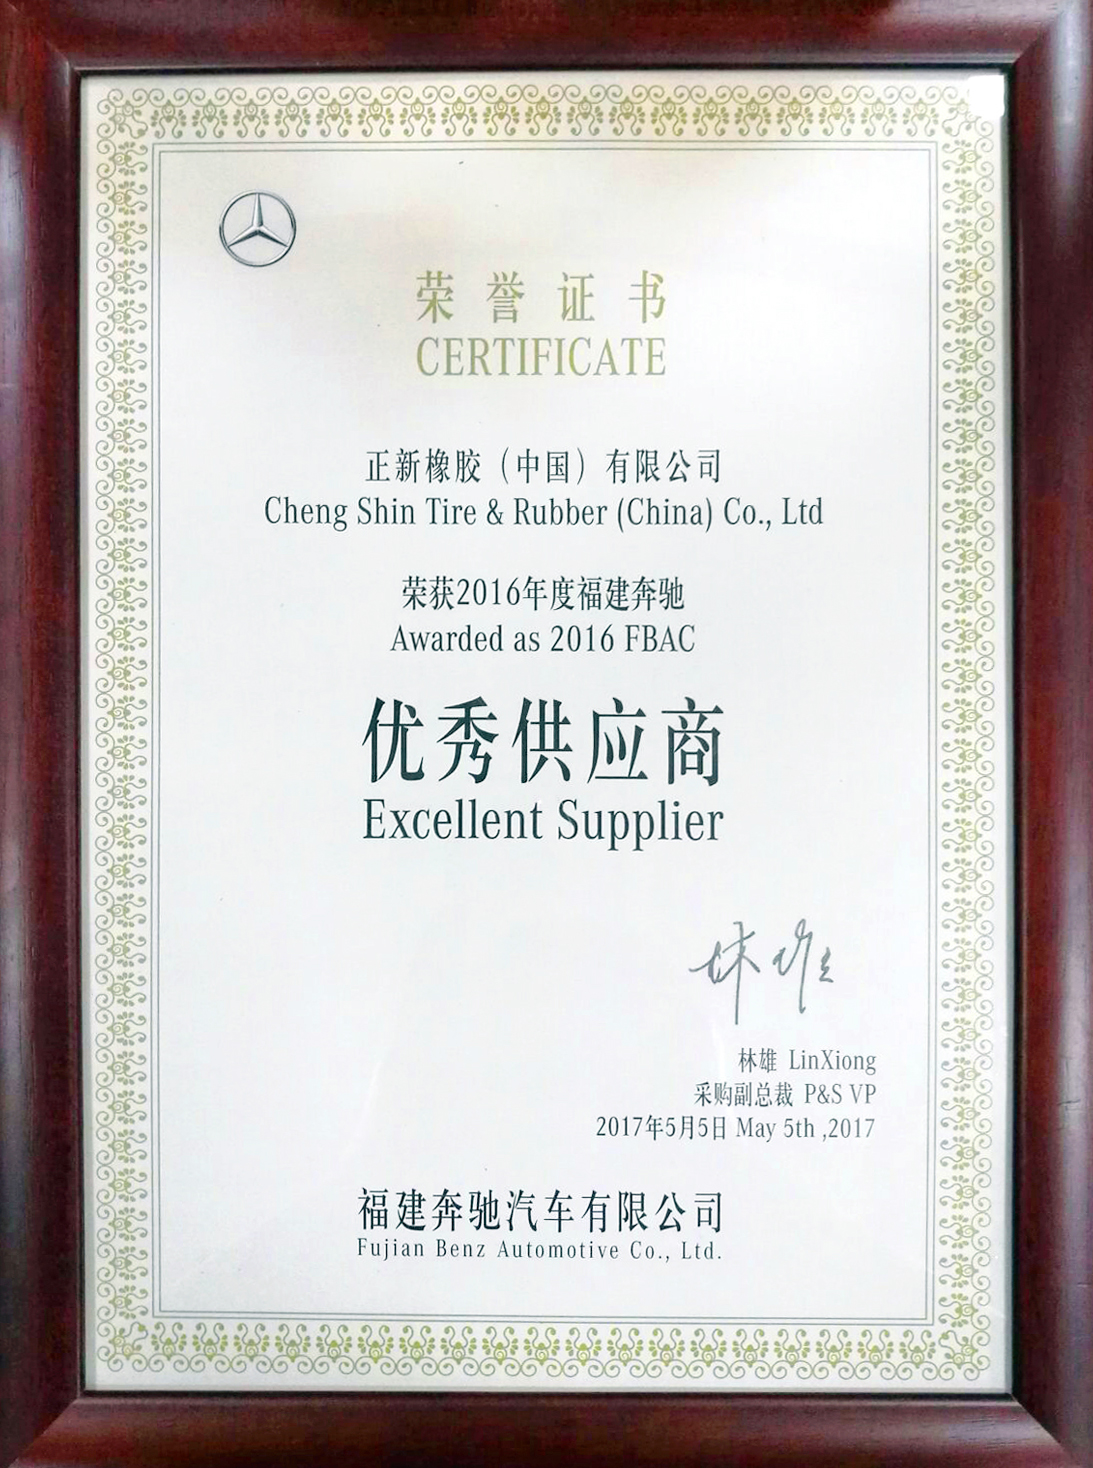 荣誉证书
CERTIFICATE
正新橡胶（中国）有限公司
Cheng Shin Tire & Rubber (China) Co., Ltd
荣获2016年度福建奔驰
Awarded as 2016 FBAC
优秀供应商
Excellent Supplier
林雄
林雄 LinXiong
采购副总裁 P&S VP
2017年5月5日 May 5th ,2017
福建奔驰汽车有限公司
Fujian Benz Automotive Co., Ltd.